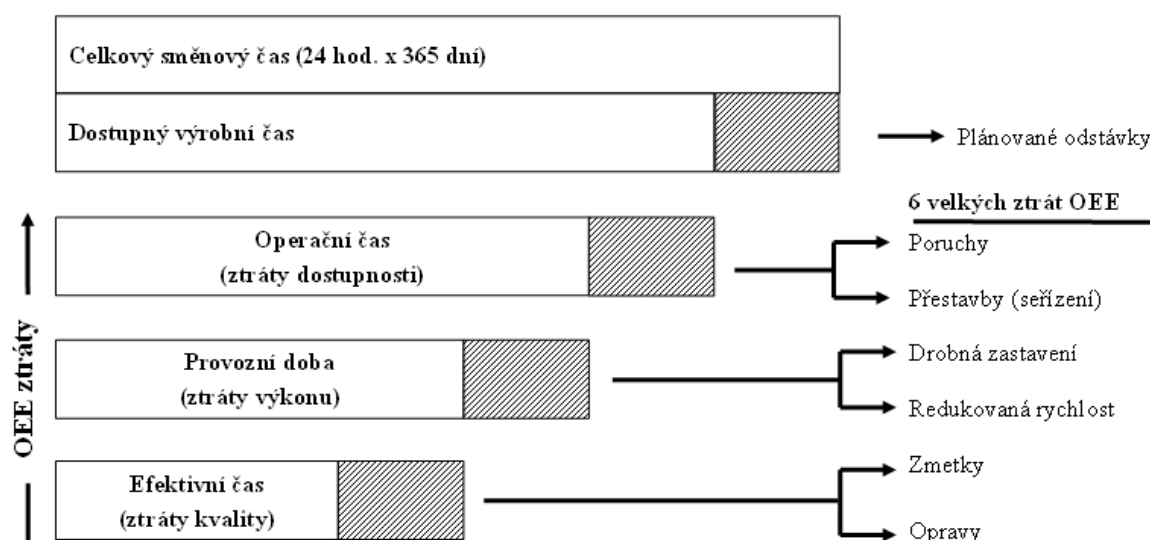 Celkový směnový čas (24 hod. x 365 dní)
Dostupný výrobní čas
Plánované odstávky
6 velkých ztrát OEE
Operační čas
(ztráty dostupnosti)
Poruchy
Přestavby (seřízení)
OEE ztráty
Provozní doba
(ztráty výkonu)
Drobná zastavení
Redukovaná rychlost
Efektivní čas
(ztráty kvality)
Zmetky
Opravy